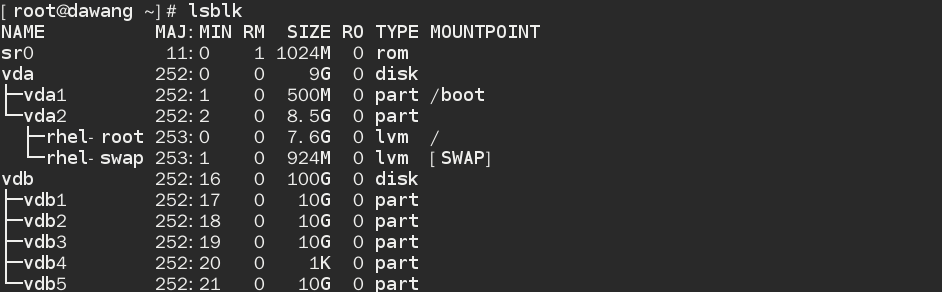 [root@dawang ~]# lsblk
NAME          MAJ:MIN RM  SIZE RO TYPE MOUNTPOINT
sr0            11:0    1 1024M  0 rom
vda           252:0    0    9G  0 disk
├─vda1        252:1    0  500M  0 part /boot
└─vda2        252:2    0  8.5G  0 part
  ├─rhel-root 253:0    0  7.6G  0 lvm  /
  └─rhel-swap 253:1    0  924M  0 lvm  [SWAP]
vdb           252:16   0  100G  0 disk
├─vdb1        252:17   0   10G  0 part
├─vdb2        252:18   0   10G  0 part
├─vdb3        252:19   0   10G  0 part
├─vdb4        252:20   0    1K  0 part
└─vdb5        252:21   0   10G  0 part